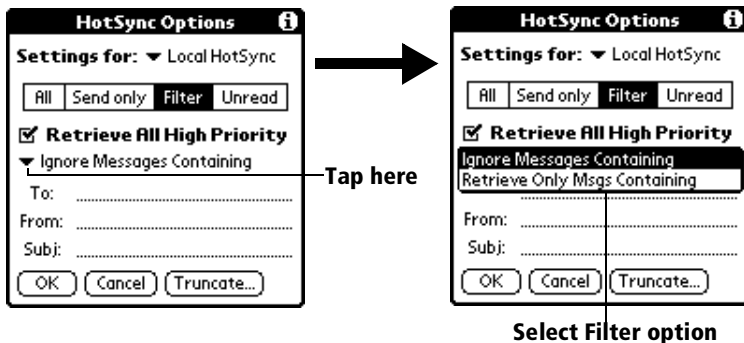 HotSync Options
Settings for: Local HotSync
All Send only Filter Unread
Retrieve All High Priority
Ignore Messages Containing
To:
From:
Subj:
OK Cancel Truncate...
Tap here
HotSync Options
Settings for: Local HotSync
All Send only Filter Unread
Retrieve All High Priority
Ignore Messages Containing
Retrieve Only Msgs Containing
From:
Subj:
OK Cancel Truncate...
Select Filter option